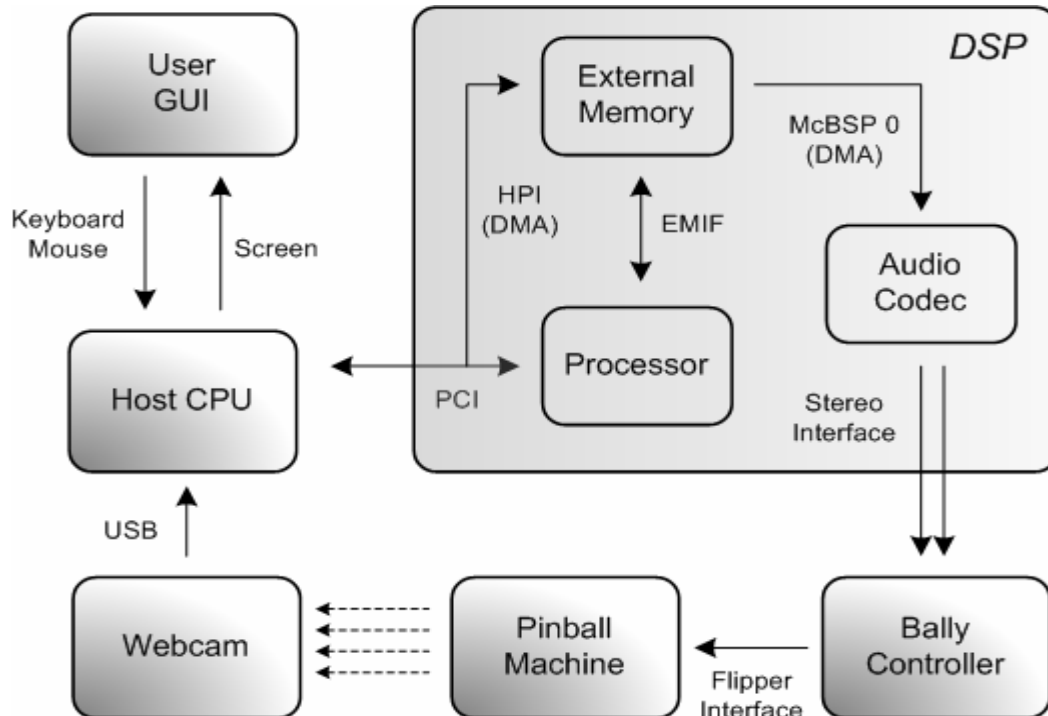 User
GUI
DSP
External
Memory
McBSP 0
(DMA)
HPI
(DMA)
EMIF
Keyboard
Mouse
Screen
Audio
Codec
Host CPU
PCI
Processor
Stereo
Interface
USB
Webcam
Pinball
Machine
Flipper
Interface
Bally
Controller